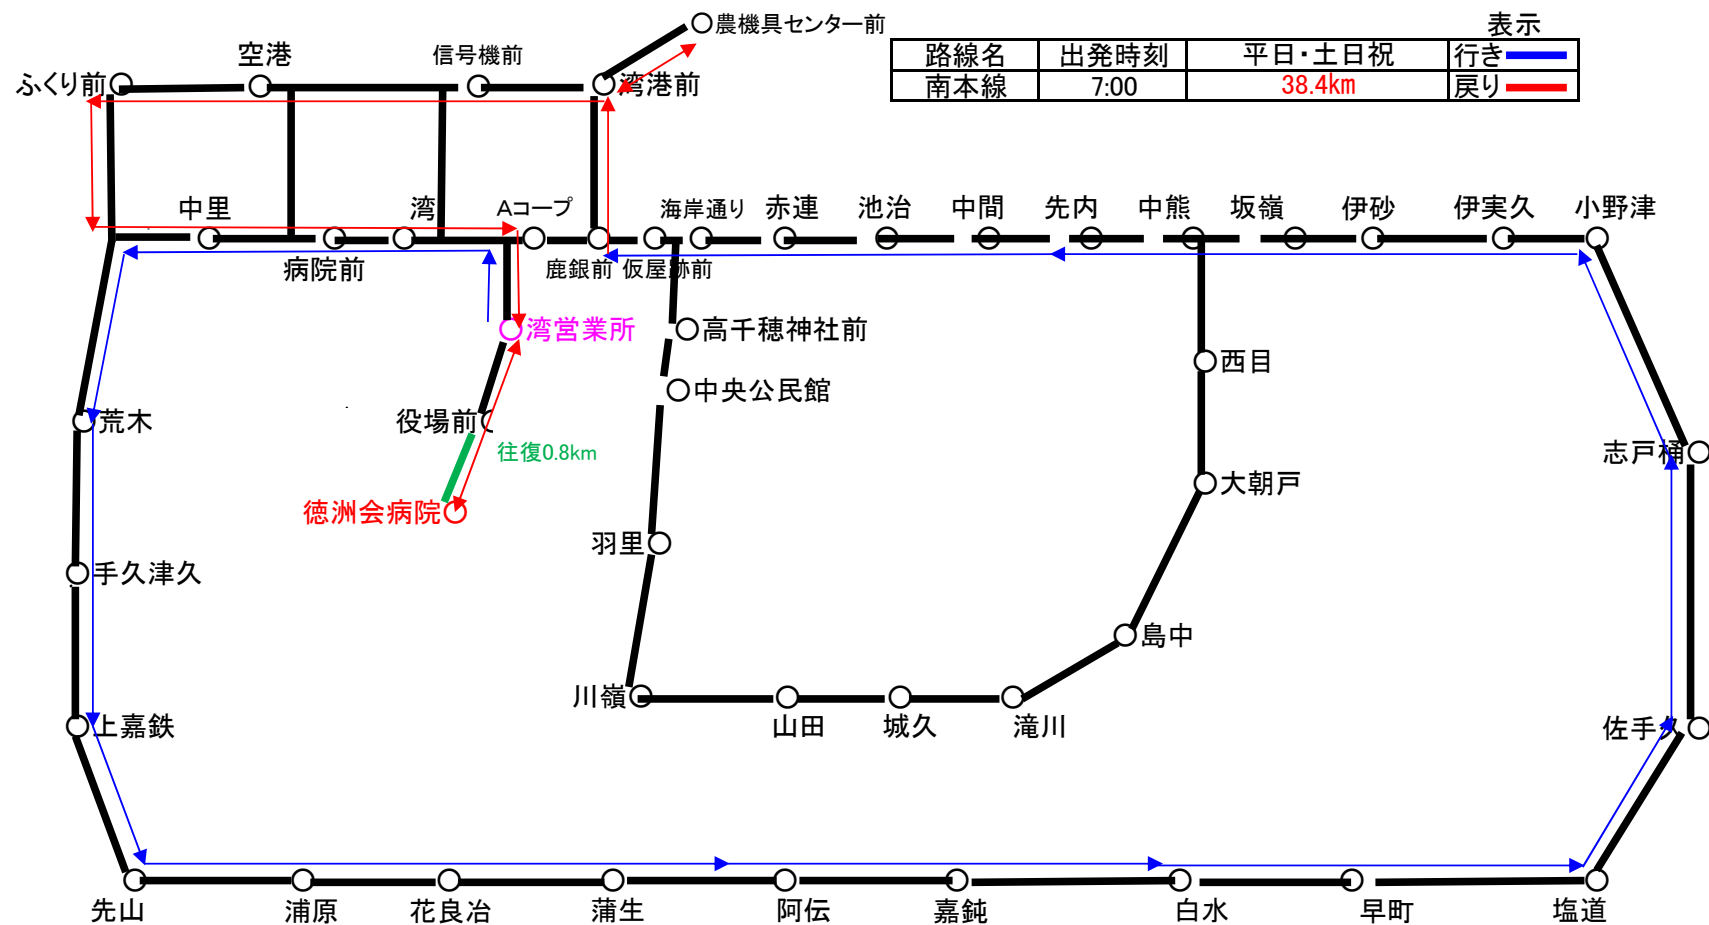 農機具センター前
表示
路線名 出発時刻 平日・土日祝 行き
南本線 7:00 38.4km 戻り
ふくり前 空港 信号機前 湾港前
中里 湾 Aコープ 海岸通り 赤連 池治 中間 先内 中熊 坂嶺 伊砂 伊実久 小野津
病院前 鹿銀前 仮屋跡前
湾営業所 高千穂神社前
西目
中央公民館
荒木 役場前
往復0.8km
志戸桶
大朝戸
徳洲会病院
羽里
手久津久
島中
川嶺
上嘉鉄 山田 城久 滝川 佐手久
先山 浦原 花良治 蒲生 阿伝 嘉鈍 白水 早町 塩道